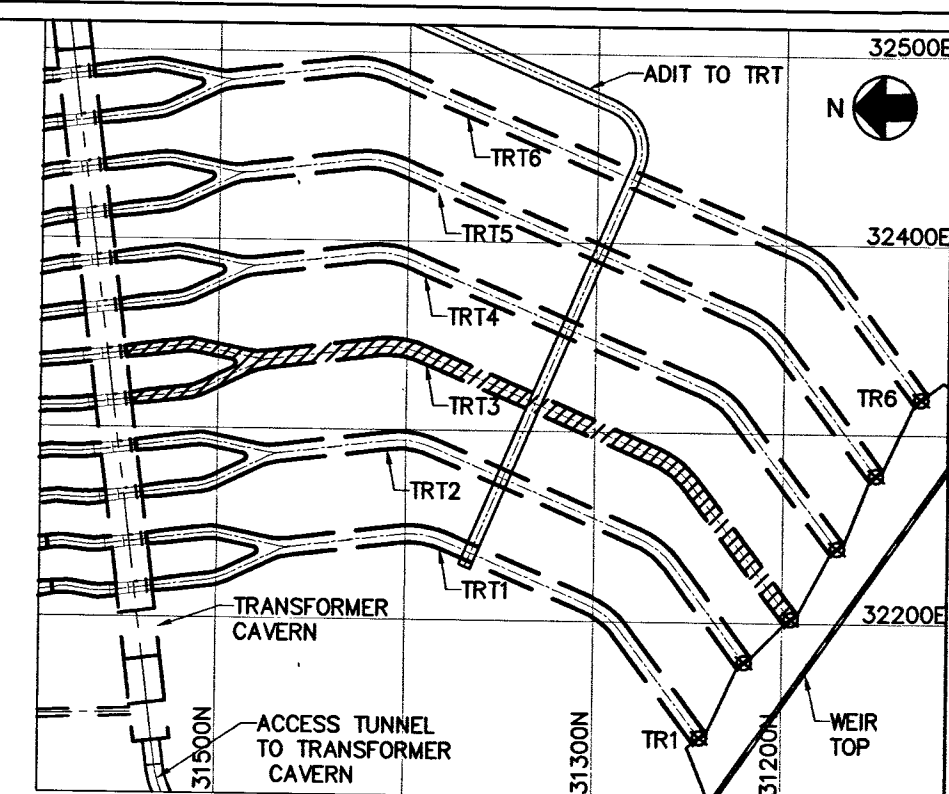 32500E
ADIT TO TRT
N
TRT6
TRT5
32400E
TRT4
TRT3
TR6
TRT2
TRT1
TRANSFORMER
CAVERN
32200E
ACCESS TUNNEL
TO TRANSFORMER
CAVERN
31500N
31300N
TR1
31200N
WEIR
TOP